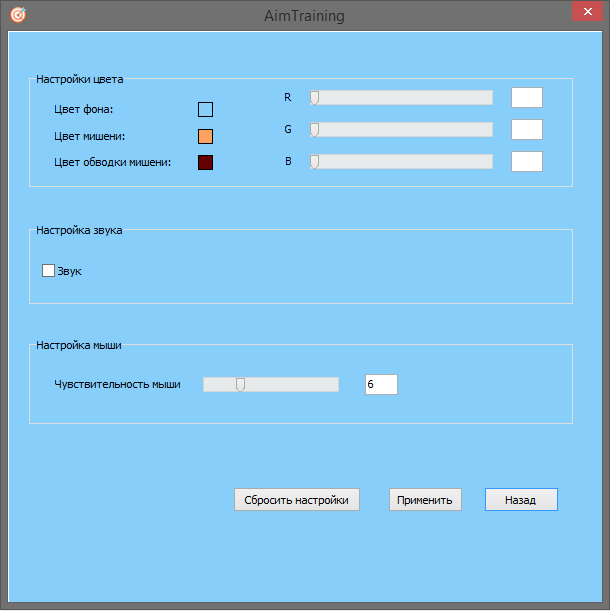 AimTraining
Настройки цвета
Цвет фона:
R
Цвет мишени:
G
Цвет обводки мишени:
B
Настройка звука
Звук
Настройка мыши
Чувствительность мыши
6
Сбросить настройки
Применить
Назад